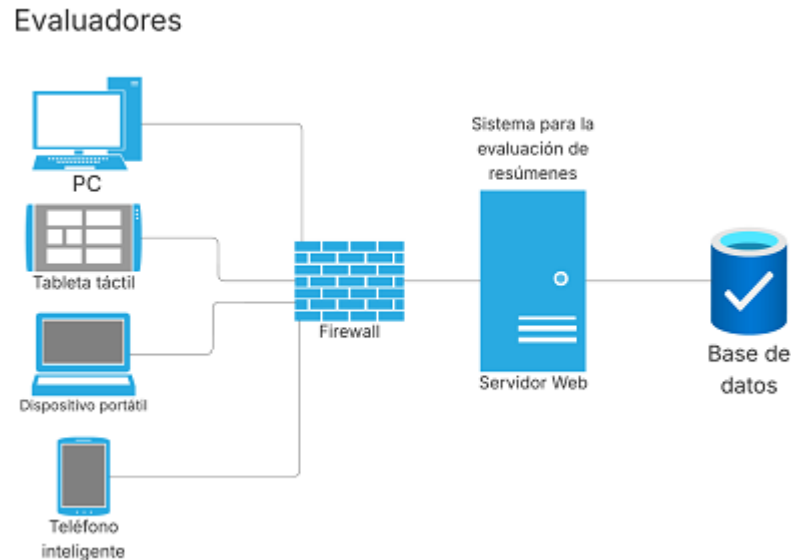 Evaluadores
PC
Tableta táctil
Dispositivo portátil
Teléfono
inteligente
Firewall
Sistema para la
evaluación de
resúmenes
Servidor Web
Base de
datos